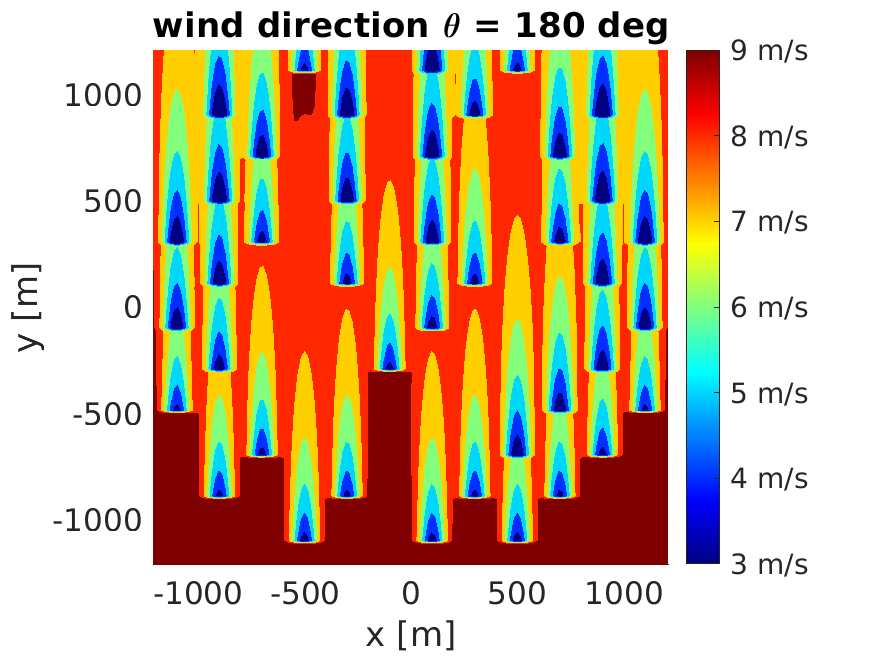 wind direction θ = 180 deg
9 m/s
8 m/s
7 m/s
6 m/s
5 m/s
4 m/s
3 m/s
y [m]
1000
500
0
-500
-1000
-1000 -500 0 500 1000
x [m]